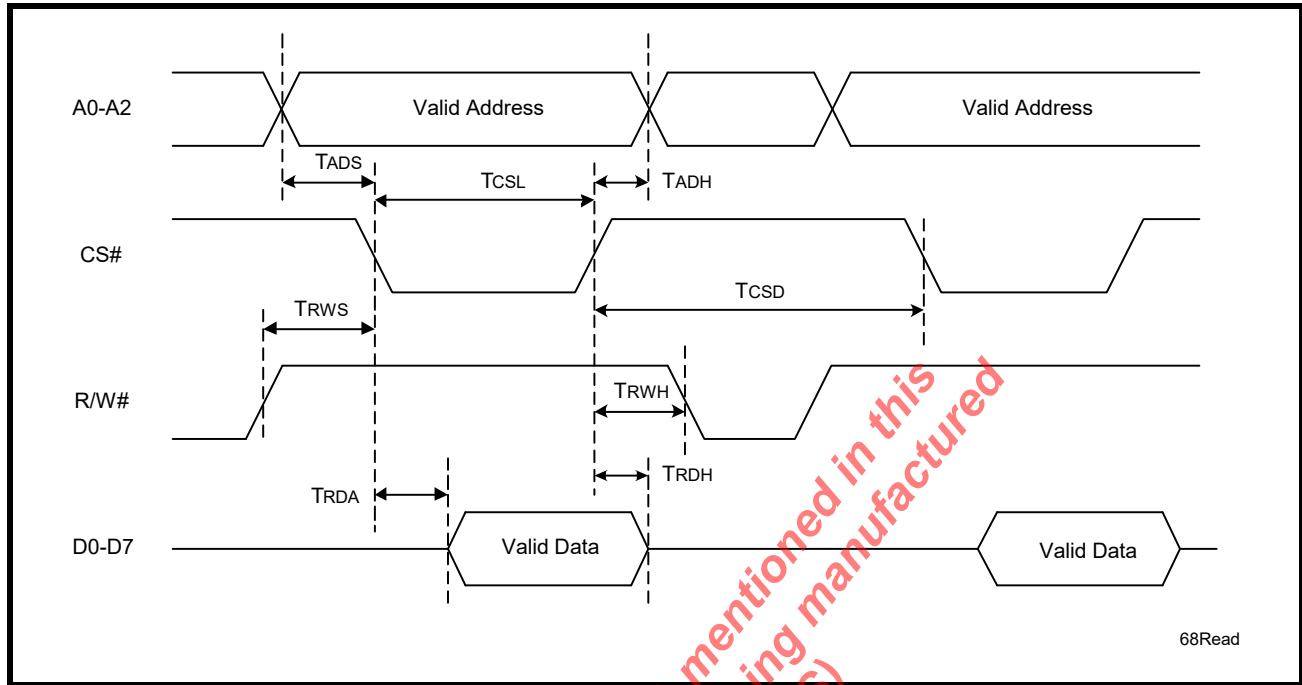 A0-A2
Valid Address
Valid Address
TADS
TCSL
TADH
CS#
TCSD
TRWS
R/W#
TRWH
TRDH
TRDA
D0-D7
Valid Data
Valid Data
mentioned in this
ing manufactured
68Read